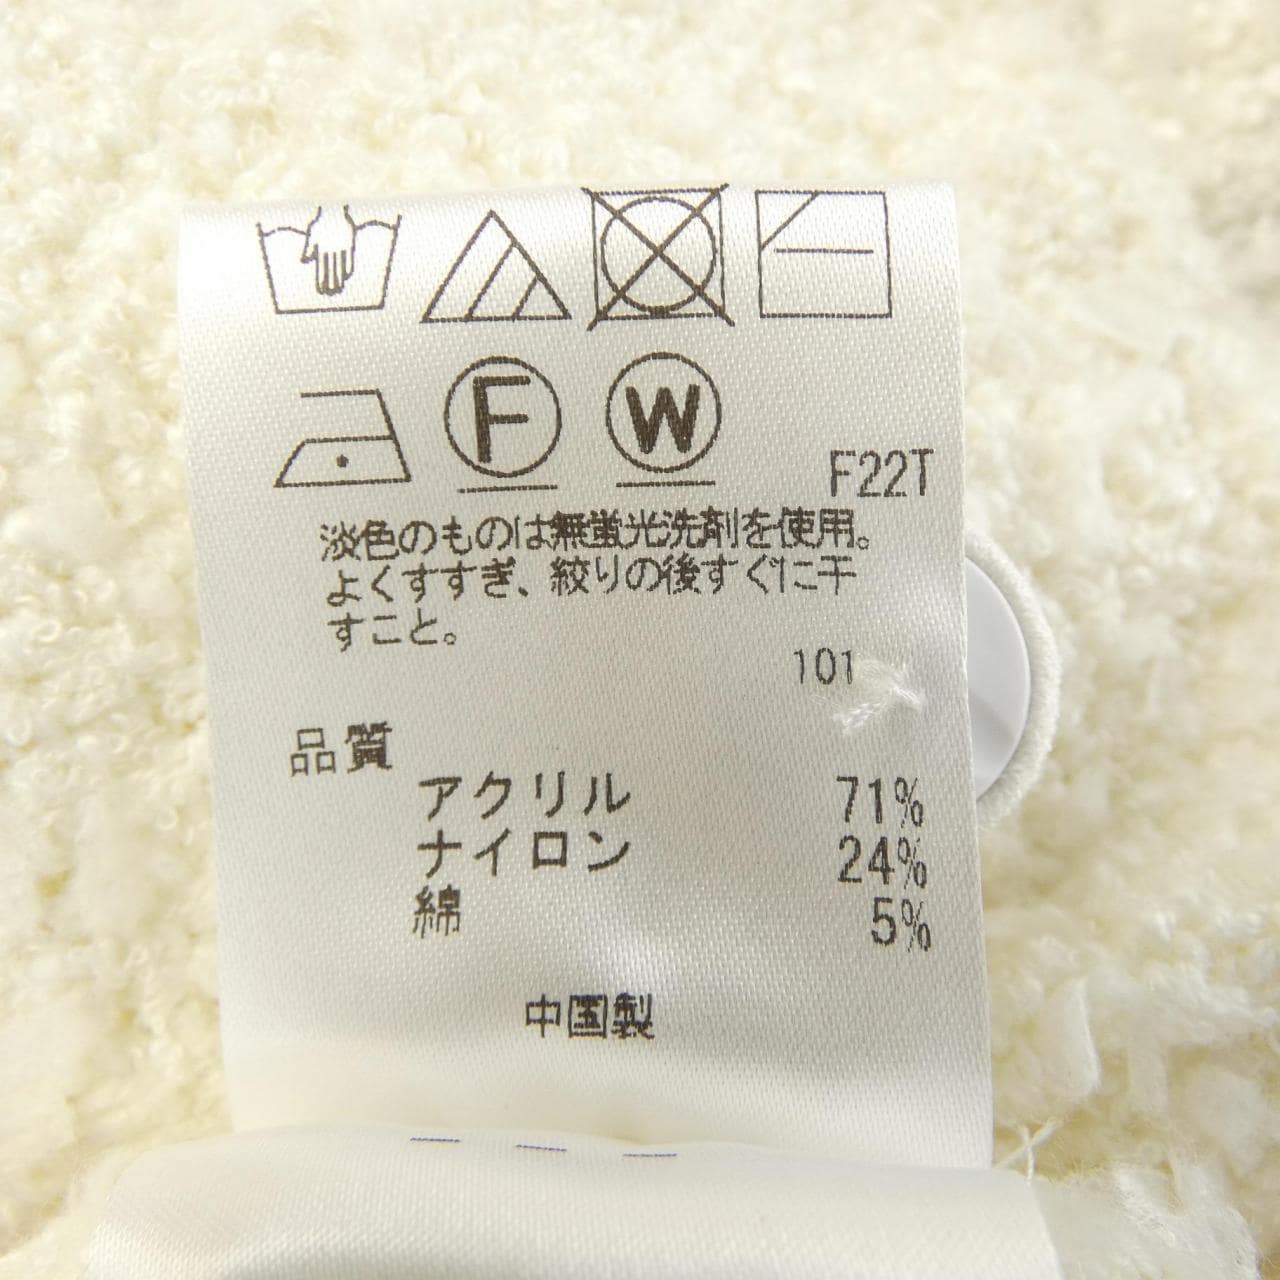 F W
F22T
淡色のものは無蛍光洗剤を使用。
よくすすぎ、絞りの後すぐに干
すこと。
101
品質
アクリル 71%
ナイロン 24%
綿 5%
中国製